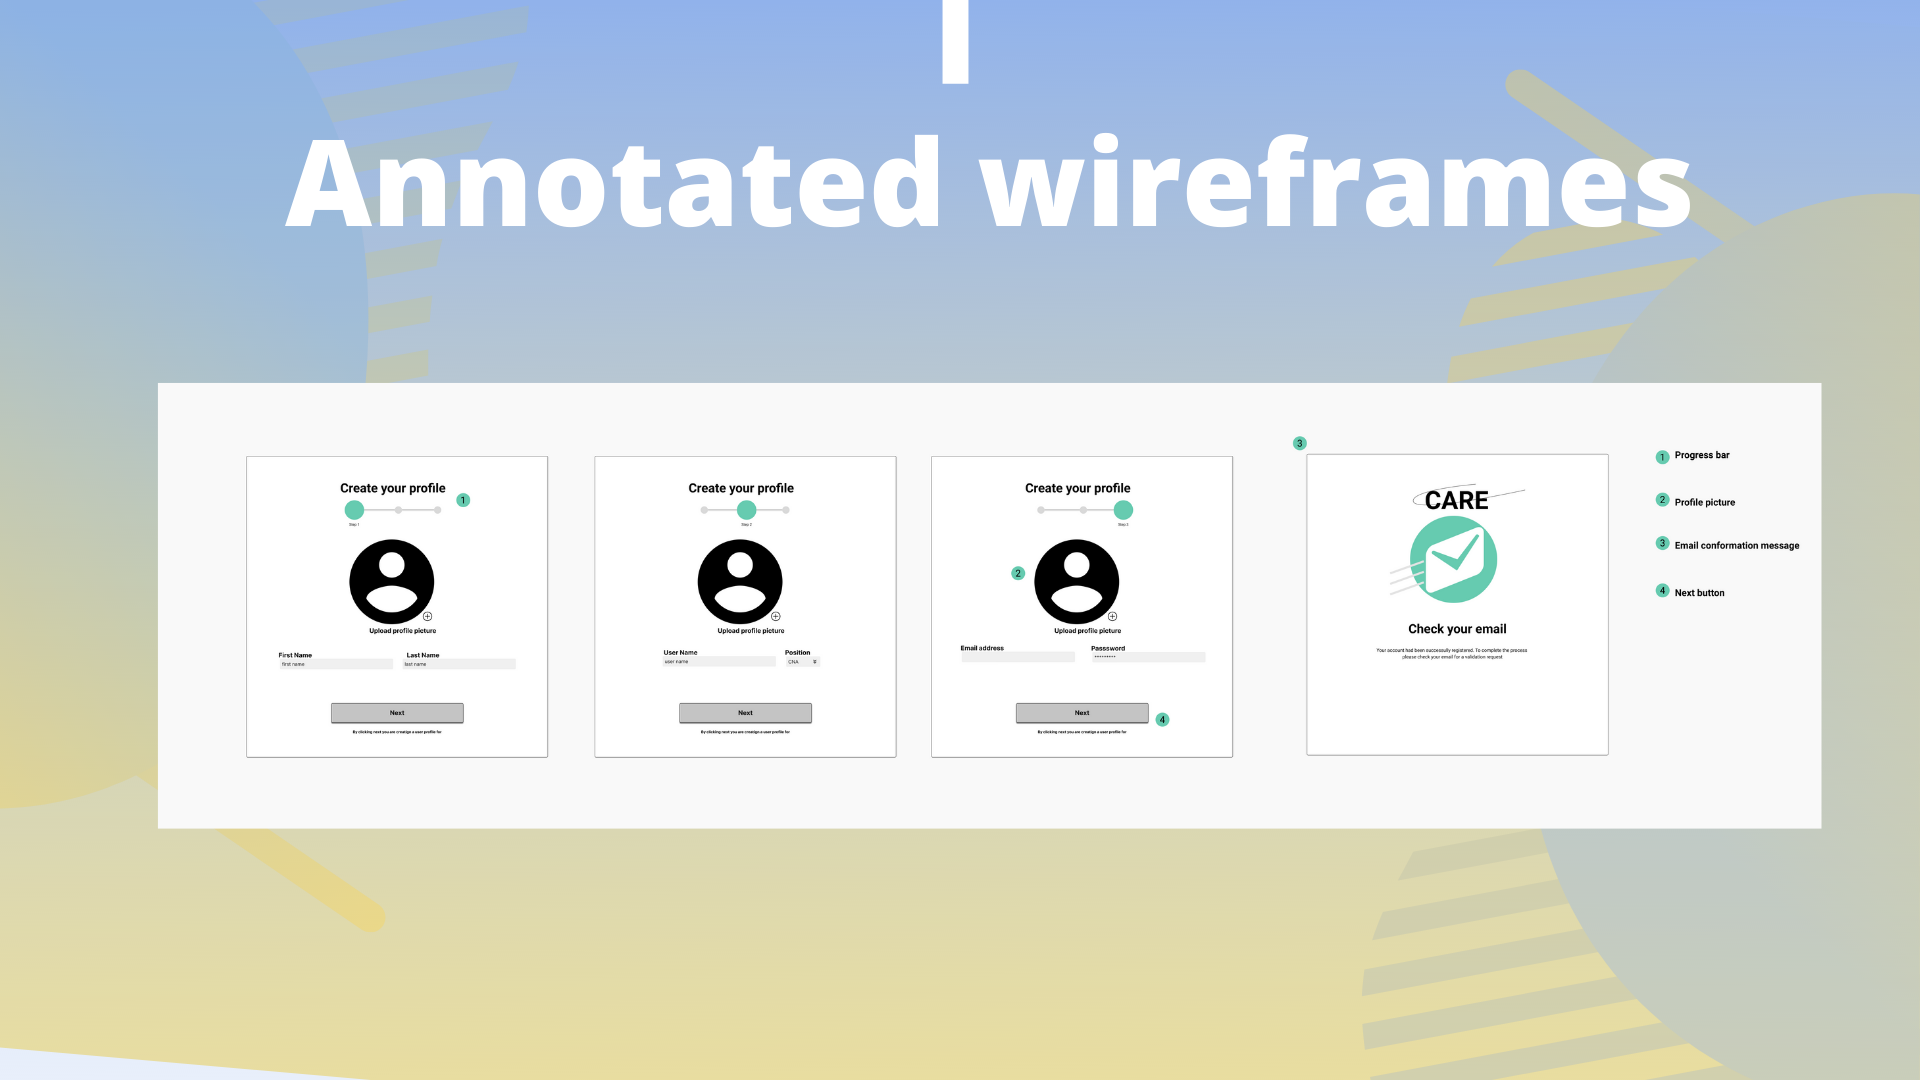 Annotated wireframes
3
Create your profile
1
Step 1
Upload profile picture
First Name Last Name
first name last name
Next
By clicking next you are creatign a user profile for
Create your profile
Step 2
Upload profile picture
User Name Position
user name CNA
Next
By clicking next you are creatign a user profile for
Create your profile
Step 3
2
Upload profile picture
Email address Passsword
*********
Next
4
By clicking next you are creatign a user profile for
CARE
Check your email
Your account had been successfully registered. To complete the process
please check your email for a validation request
1 Progress bar
2 Profile picture
3 Email conformation message
4 Next button